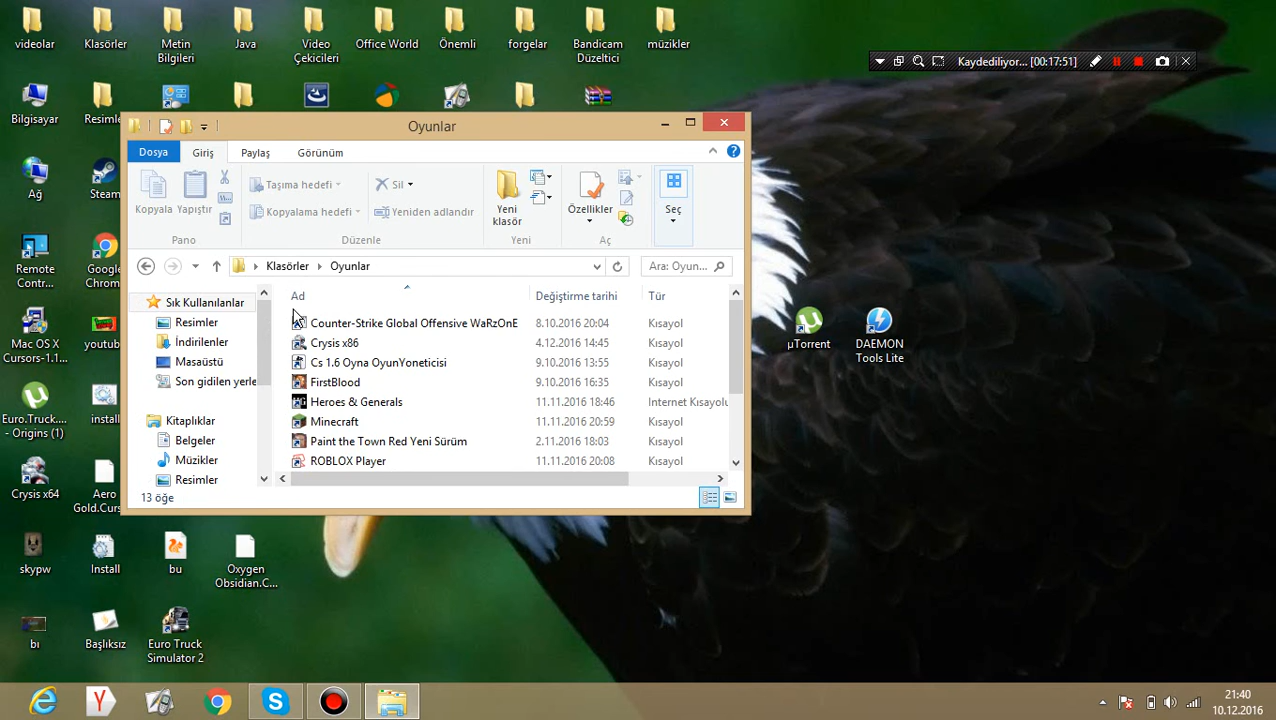 videolar
Klasörler
Metin
Bilgileri
Java
Video
Çekicileri
Office World
Önemli
forgelar
Bandicam
Düzeltici
müzikler
Kaydediliyor... [00:17:51]
Bilgisayar
Resiml
Ağ
Steam
Remote
Contr...
Google
Chrom
Mac OS X
Cursors-1.1...
youtub
Euro.Truck....
- Origins (1)
install
Crysis x64
Aero
Gold.Curs
skypw
Install
bu
Oxygen
Obsidian.C...
bı
Başlıksız
Euro Truck
Simulator 2
µTorrent
DAEMON
Tools Lite
Oyunlar
Dosya
Giriş
Paylaş
Görünüm
Kopyala
Yapıştır
Taşıma hedefi
Kopyalama hedefi
Sil
Yeniden adlandır
Yeni
klasör
Özellikler
Seç
Pano
Düzenle
Yeni
Aç
Klasörler
Oyunlar
Ara: Oyun...
Sık Kullanılanlar
Resimler
İndirilenler
Masaüstü
Son gidilen yerle
Kitaplıklar
Belgeler
Müzikler
Resimler
Ad Değiştirme tarihi Tür
Counter-Strike Global Offensive WaRzOnE 8.10.2016 20:04 Kısayol
Crysis x86 4.12.2016 14:45 Kısayol
Cs 1.6 Oyna OyunYoneticisi 9.10.2016 13:55 Kısayol
FirstBlood 9.10.2016 16:35 Kısayol
Heroes & Generals 11.11.2016 18:46 Internet Kısayolu
Minecraft 11.11.2016 20:59 Kısayol
Paint the Town Red Yeni Sürüm 2.11.2016 18:03 Kısayol
ROBLOX Player 11.11.2016 20:08 Kısayol
13 öğe
21:40
10.12.2016